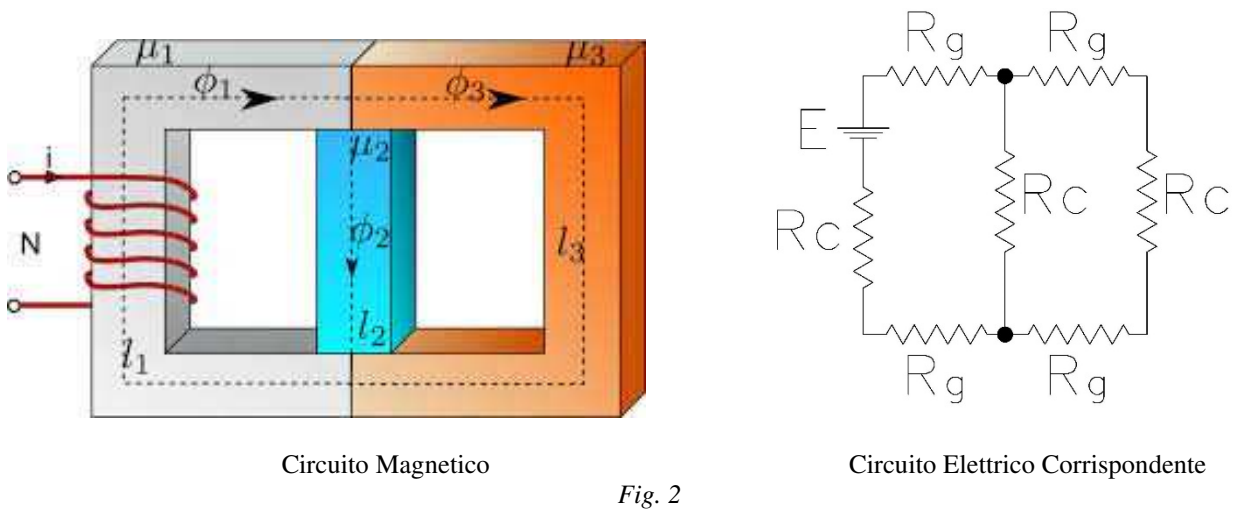 μ₁ μ₃
ϕ₁ ϕ₃
i
μ₂
N
ϕ₂
l₃
l₂
l₁
Rg Rg
E
Rc Rc Rc
Rg Rg
Circuito Magnetico
Circuito Elettrico Corrispondente
Fig. 2